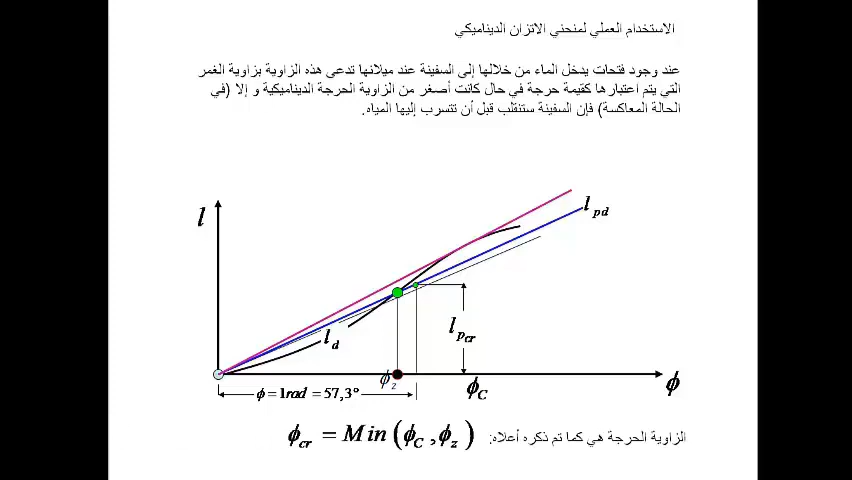 الاستخدام العملي لمنحني الاتزان الديناميكي
عند وجود فتحات يدخل الماء من خلالها إلى السفينة عند ميلانها تدعى هذه الزاوية بزاوية الغمر
التي يتم اعتبارها كقيمة حرجة في حال كانت أصغر من الزاوية الحرجة الديناميكية و إلا (في
الحالة المعاكسة) فإن السفينة ستنقلب قبل أن تتسرب إليها المياه.
l
l_pd
l_d
l_{p_cr}
ϕ_z
ϕ_C
ϕ
ϕ = 1rad = 57,3°
الزاوية الحرجة هي كما تم ذكره أعلاه: ϕ_cr = Min(ϕ_C, ϕ_z)